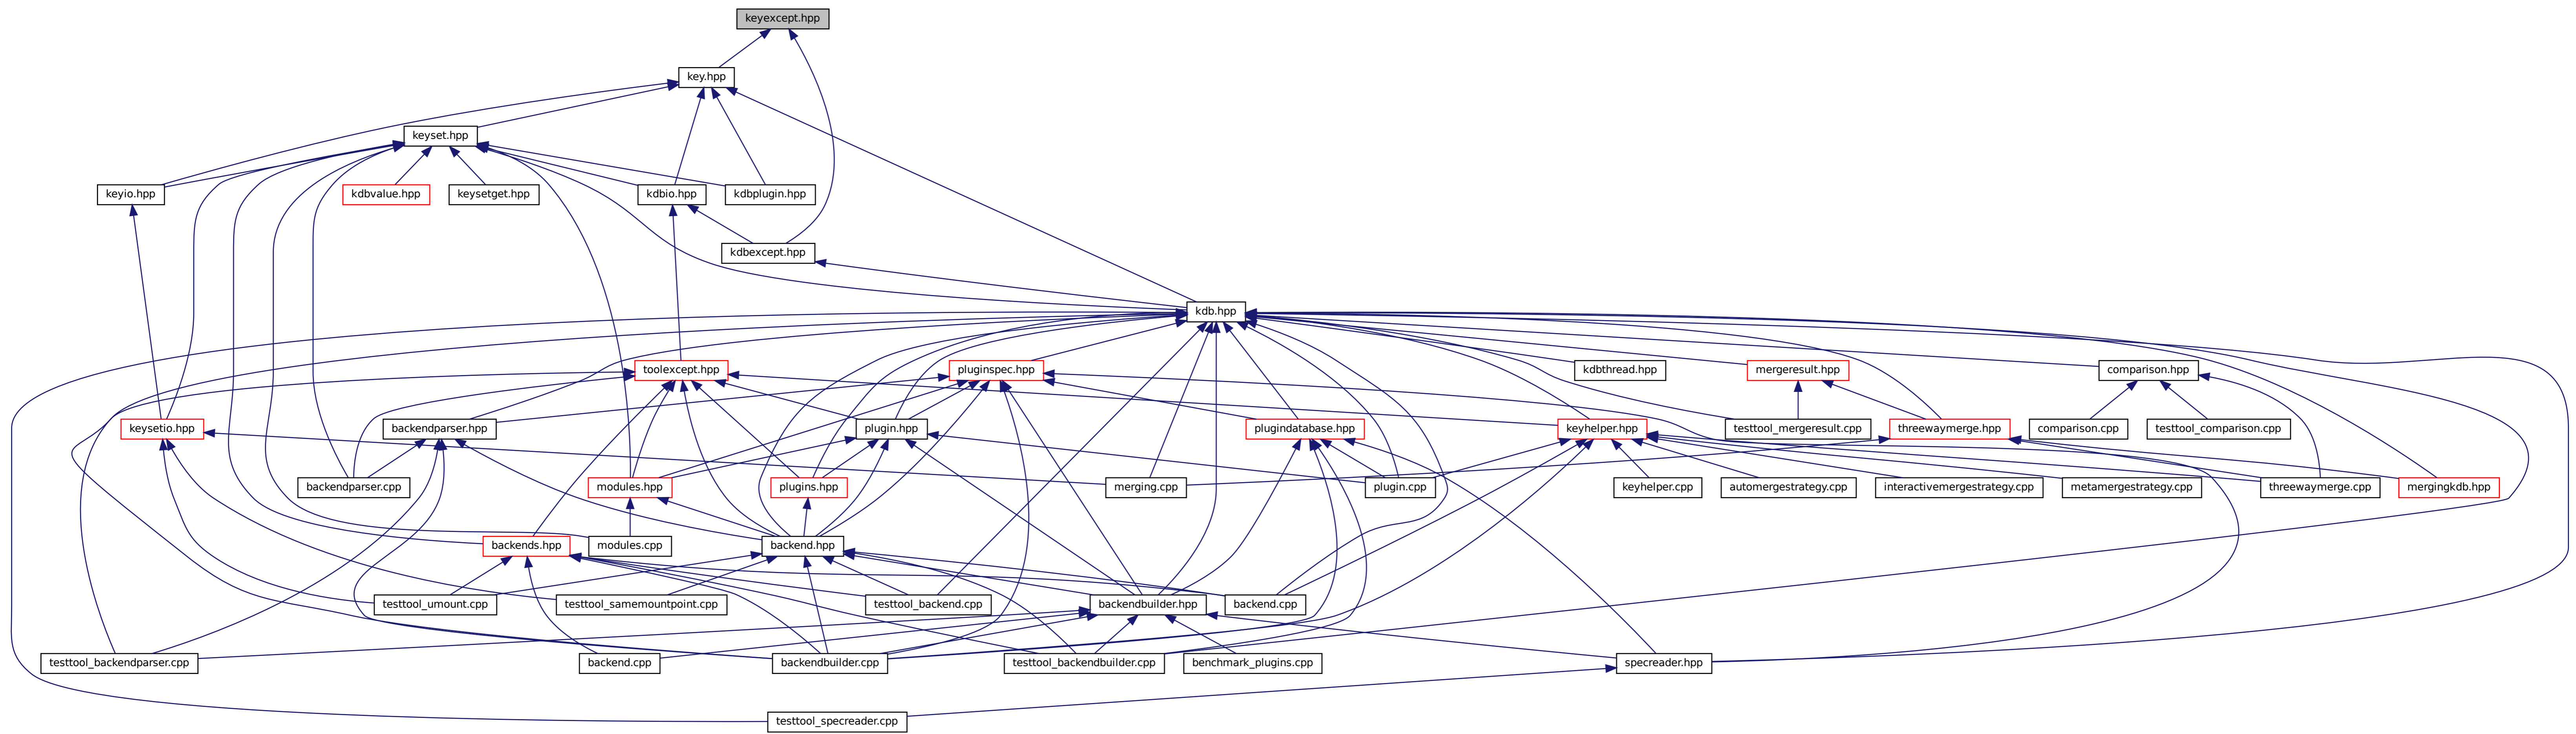 keyexcept.hpp
key.hpp
keyset.hpp
keyio.hpp
kdbvalue.hpp
keysetget.hpp
kdbio.hpp
kdbplugin.hpp
kdbexcept.hpp
kdb.hpp
toolexcept.hpp
pluginspec.hpp
kdbthread.hpp
mergeresult.hpp
comparison.hpp
keysetio.hpp
backendparser.hpp
plugin.hpp
plugindatabase.hpp
keyhelper.hpp
testtool_mergeresult.cpp
threewaymerge.hpp
comparison.cpp
testtool_comparison.cpp
backendparser.cpp
modules.hpp
plugins.hpp
merging.cpp
plugin.cpp
keyhelper.cpp
automergestrategy.cpp
interactivemergestrategy.cpp
metamergestrategy.cpp
threewaymerge.cpp
mergingkdb.hpp
backends.hpp
modules.cpp
backend.hpp
testtool_umount.cpp
testtool_samemountpoint.cpp
testtool_backend.cpp
backendbuilder.hpp
backend.cpp
testtool_backendparser.cpp
backend.cpp
backendbuilder.cpp
testtool_backendbuilder.cpp
benchmark_plugins.cpp
specreader.hpp
testtool_specreader.cpp